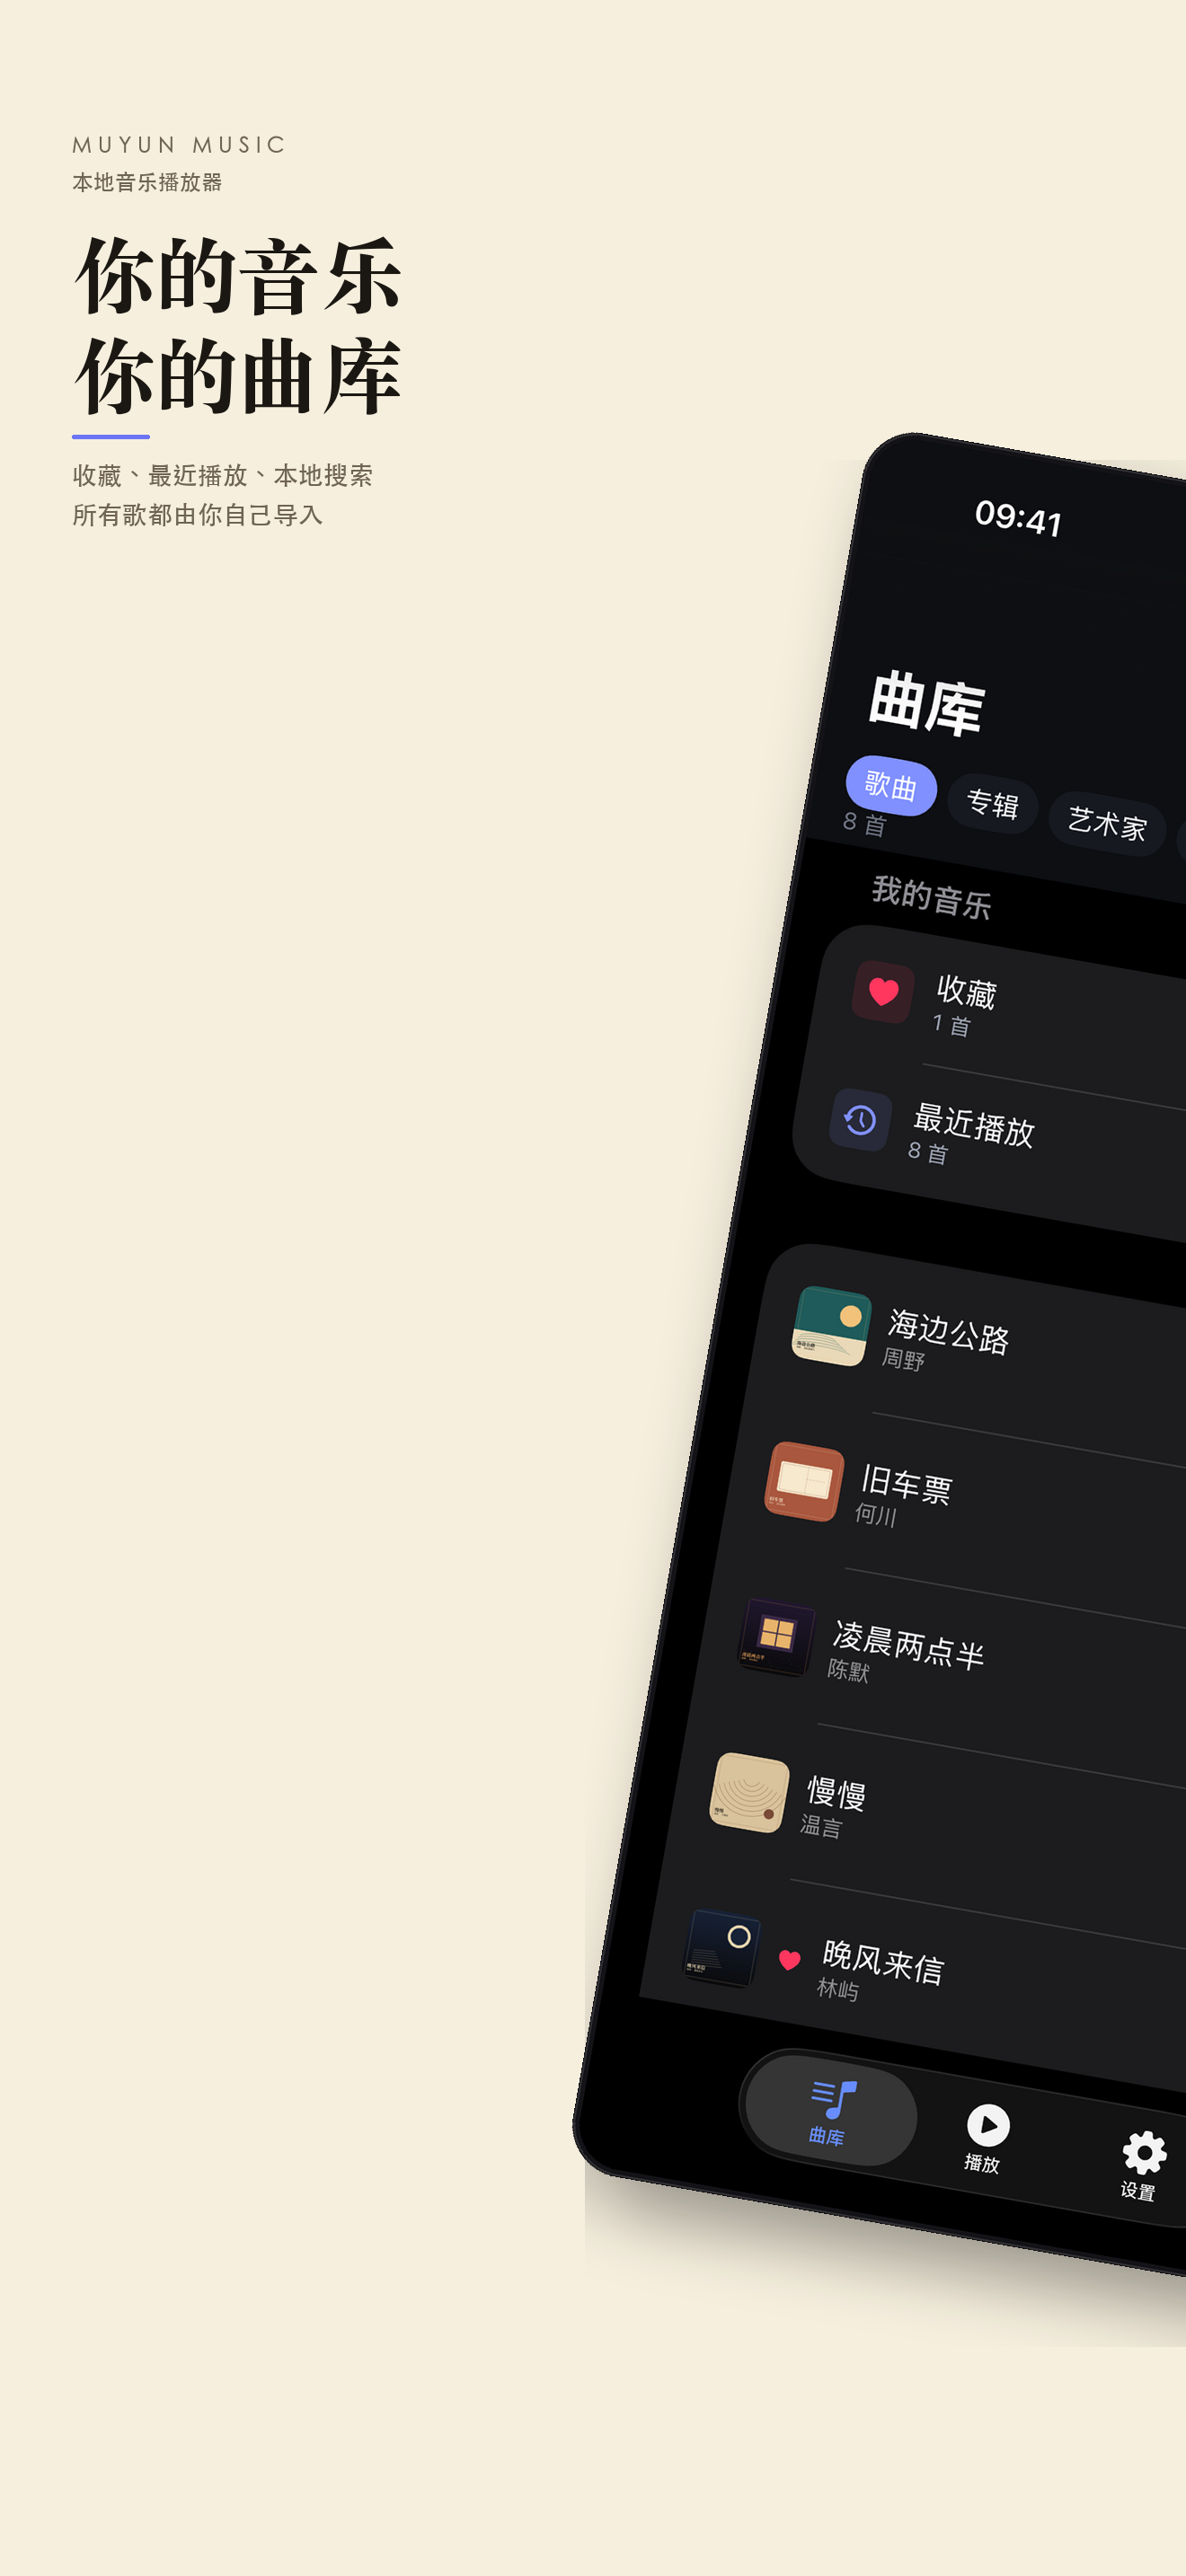 MUYUN MUSIC
本地音乐播放器
你的音乐
你的曲库
收藏、最近播放、本地搜索
所有歌都由你自己导入
09:41
曲库
歌曲
专辑
艺术家
8 首
我的音乐
收藏
1 首
最近播放
8 首
海边公路
周野
旧车票
何川
凌晨两点半
陈默
慢慢
温言
晚风来信
林屿
曲库
播放
设置